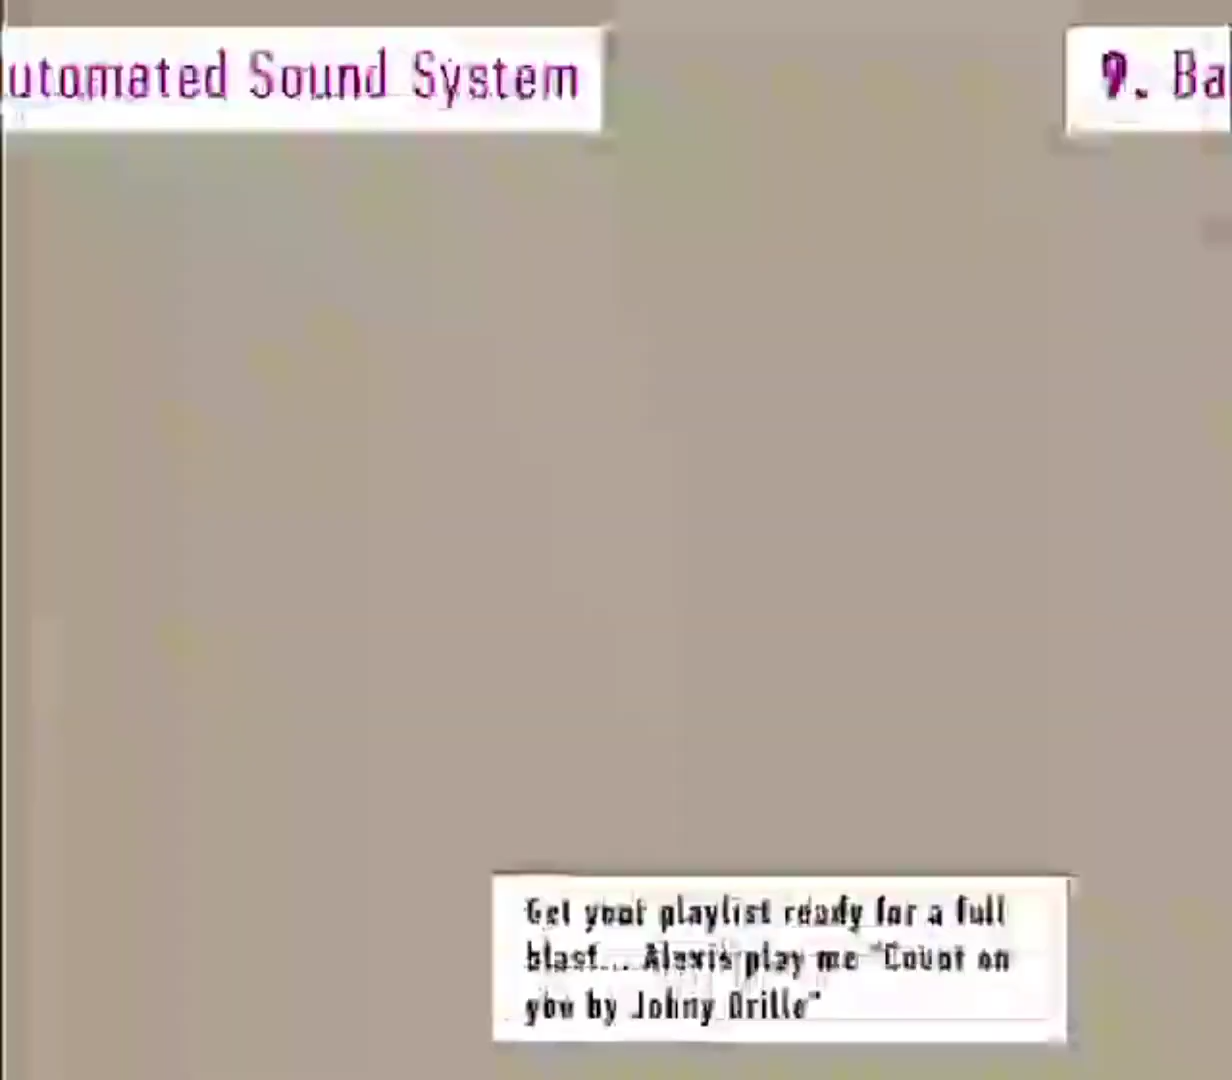 utomated Sound System
9. Ba
Get your playlist ready for a full
blast... Alexis play me "Count on
you by Johny Drille"